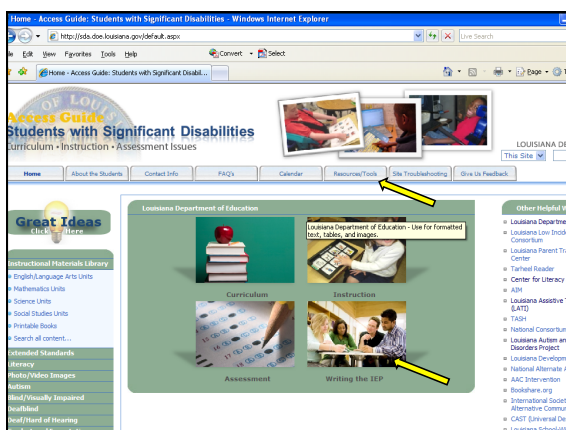 Home - Access Guide: Students with Significant Disabilities - Windows Internet Explorer
http://sda.doe.louisiana.gov/default.aspx
Live Search
Edit View Favorites Tools Help
Convert Select
Home - Access Guide: Students with Significant Disabil...
Page
OF LOUIS
Access Guide
Students with Significant Disabilities
Curriculum • Instruction • Assessment Issues
LOUISIANA DE
This Site
Home About the Students Contact Info FAQ's Calendar Resources/Tools Site Troubleshooting Give Us Feedback
Great Ideas
Click Here
Instructional Materials Library
English/Language Arts Units
Mathematics Units
Science Units
Social Studies Units
Printable Books
Search all content...
Extended Standards
Literacy
Photo/Video Images
Autism
Blind/Visually Impaired
Deafblind
Deaf/Hard of Hearing
Louisiana Department of Education
Louisiana Department of Education - Use for formatted
text, tables, and images.
Curriculum
Instruction
Assessment
Writing the IEP
Other Helpful W
Louisiana Departme
Louisiana Low Incid
Consortium
Louisiana Parent Tra
Center
Tarheel Reader
Center for Literacy
AIM
Louisiana Assistive T
(LATI)
TASH
National Consortium
Louisiana Autism an
Disorders Project
Louisiana Developm
National Alternate A
AAC Intervention
Bookshare.org
International Societ
Alternative Commun
CAST (Universal De